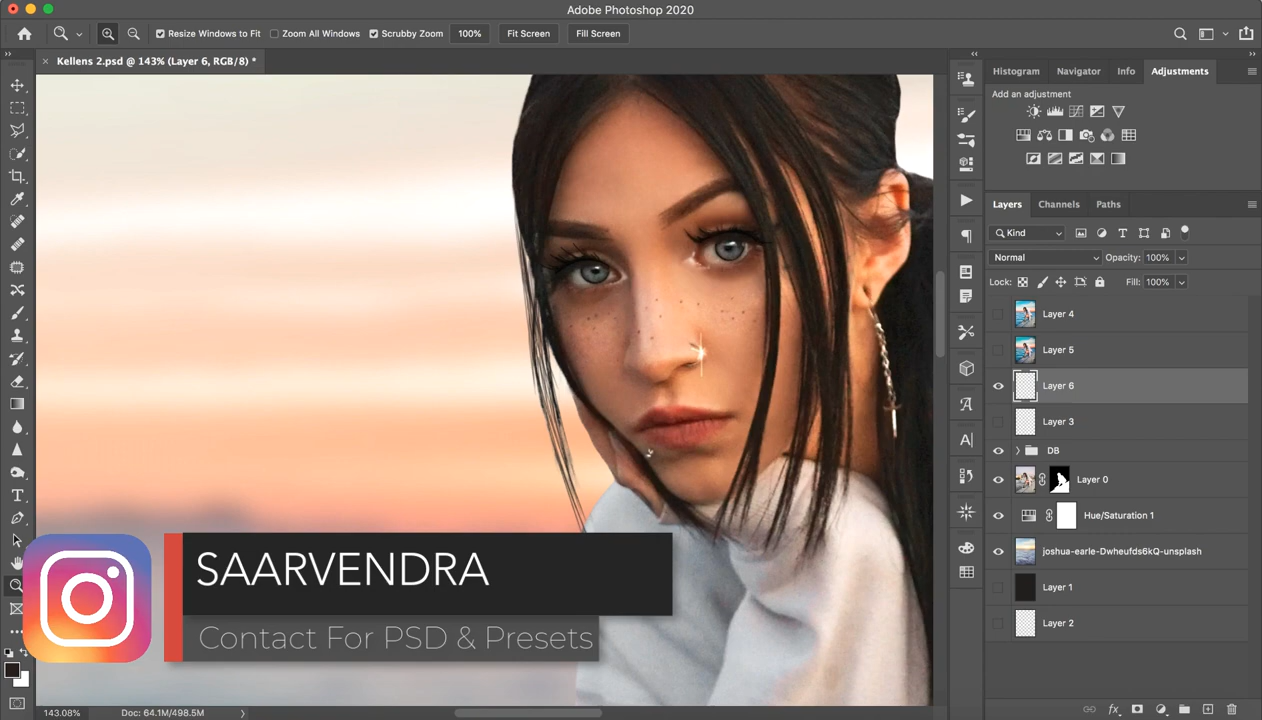 Adobe Photoshop 2020
Resize Windows to Fit
Zoom All Windows
Scrubby Zoom
100%
Fit Screen
Fill Screen
Kellens 2.psd @ 143% (Layer 6, RGB/8) *
Histogram
Navigator
Info
Adjustments
Add an adjustment
Layers
Channels
Paths
Kind
Normal
Opacity: 100%
Lock:
Fill: 100%
Layer 4
Layer 5
Layer 6
Layer 3
DB
Layer 0
Hue/Saturation 1
joshua-earle-Dwheufds6kQ-unsplash
Layer 1
Layer 2
SAARVENDRA
Contact For PSD & Presets
143.08%
Doc: 64.1M/498.5M